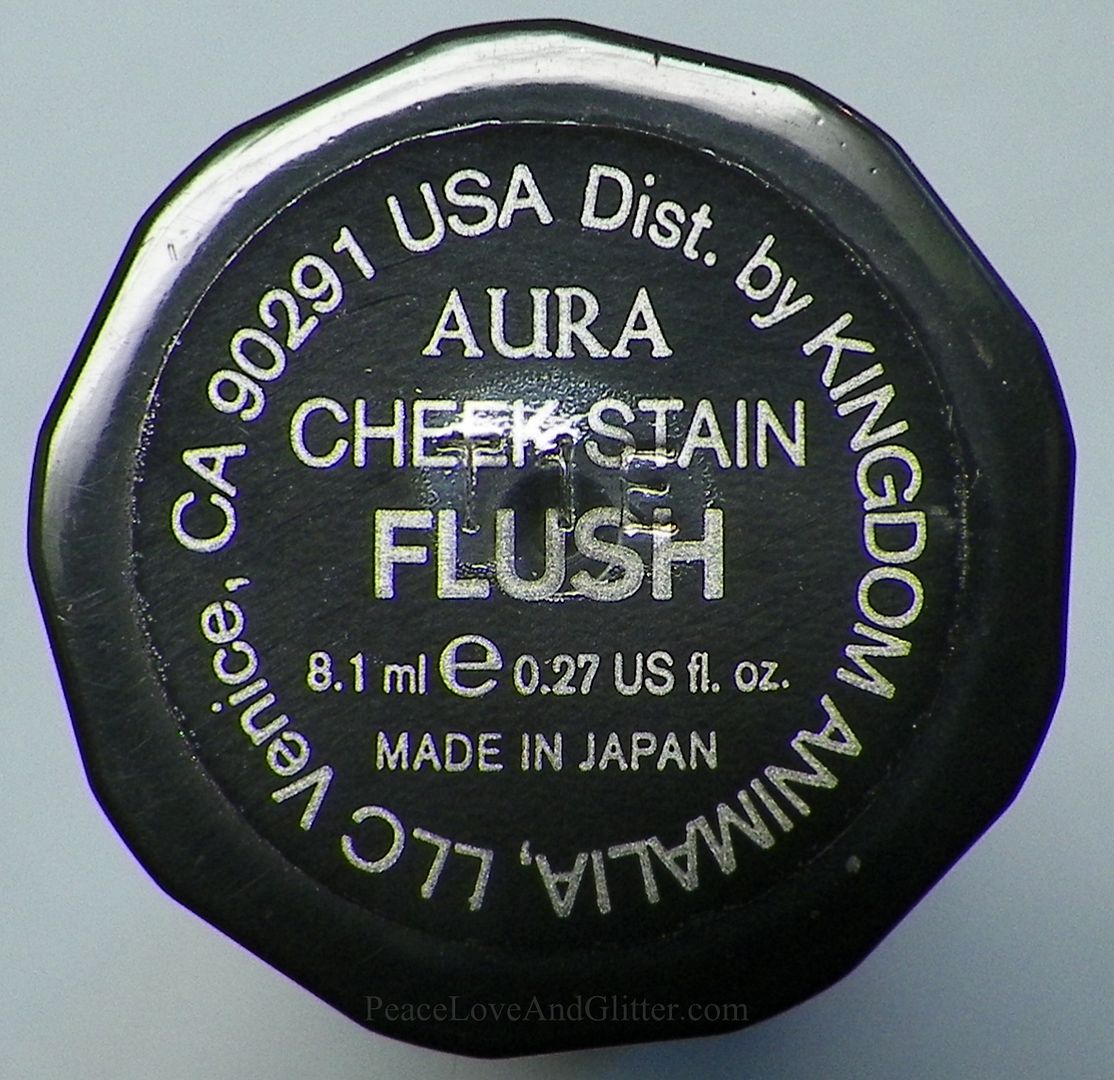 Dist. by KINGDOM ANIMALIA, LLC Venice, CA 90291 USA
AURA
CHEEK STAIN
FLUSH
8.1 ml e 0.27 US fl. oz.
MADE IN JAPAN
PeaceLoveAndGlitter.com